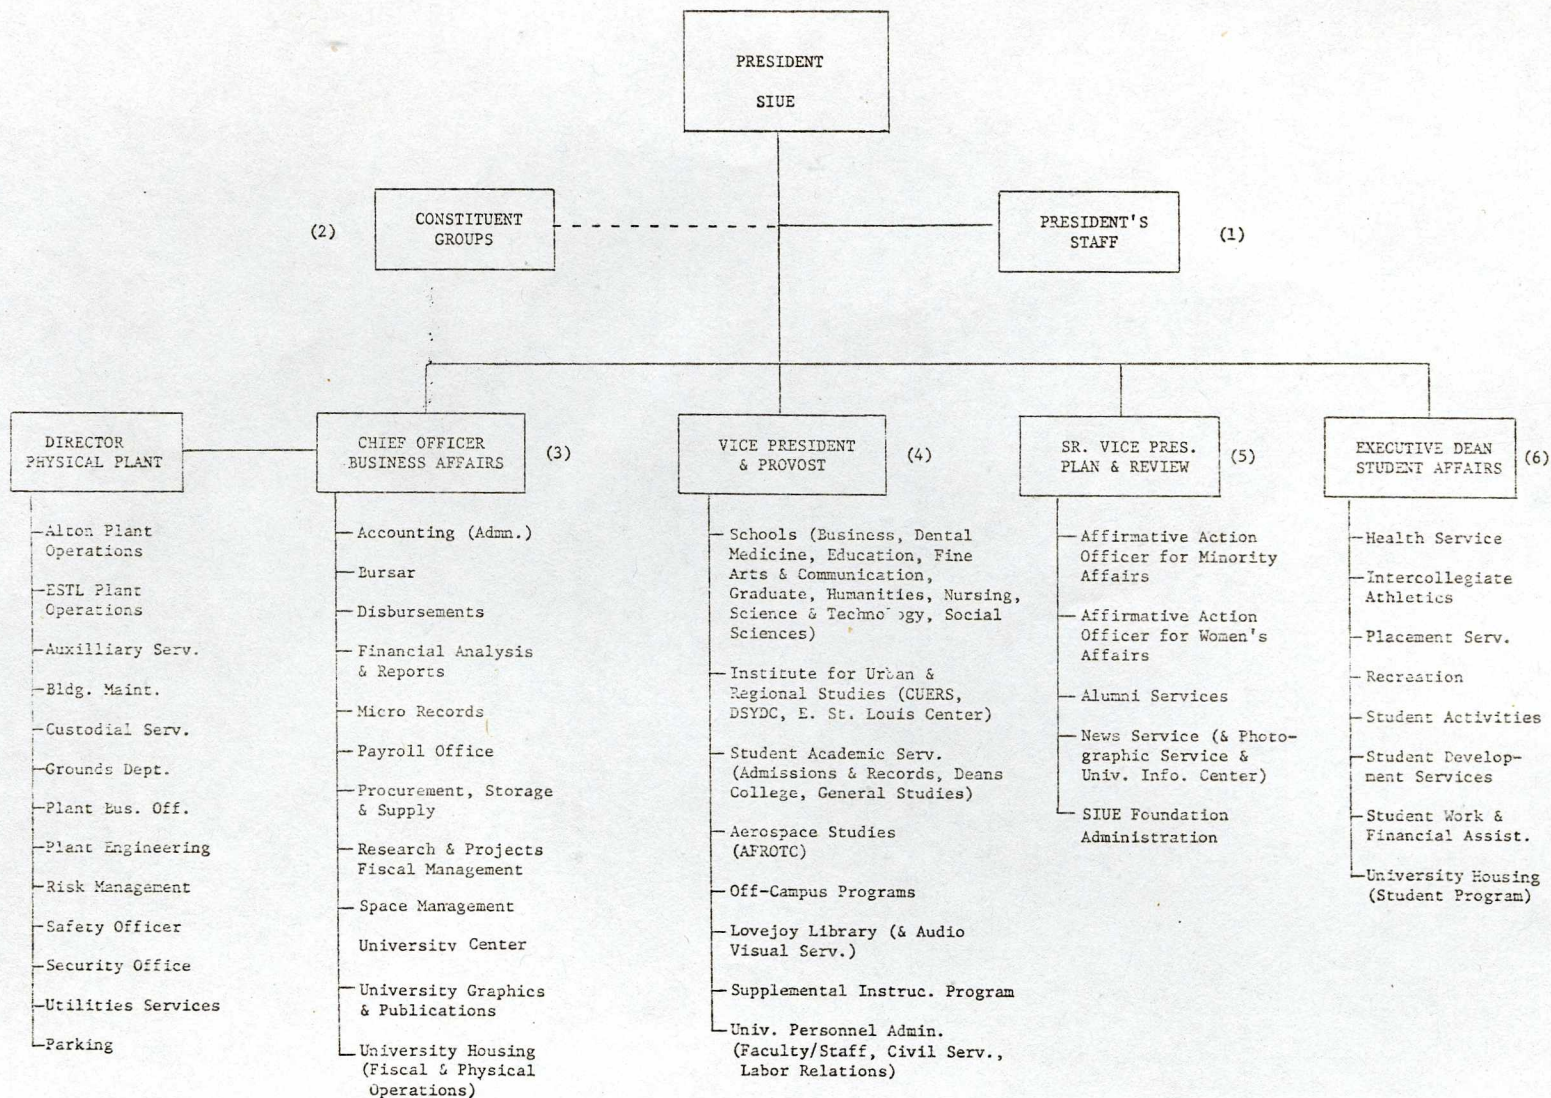 PRESIDENT
SIUE
(2)
CONSTITUENT
GROUPS
PRESIDENT'S
STAFF
(1)
DIRECTOR
PHYSICAL PLANT
Alton Plant
Operations
ESTL Plant
Operations
Auxilliary Serv.
Bldg. Maint.
Custodial Serv.
Grounds Dept.
Plant Bus. Off.
Plant Engineering
Risk Management
Safety Officer
Security Office
Utilities Services
Parking
CHIEF OFFICER
BUSINESS AFFAIRS
(3)
Accounting (Admn.)
Bursar
Disbursements
Financial Analysis
& Reports
Micro Records
Payroll Office
Procurement, Storage
& Supply
Research & Projects
Fiscal Management
Space Management
University Center
University Graphics
& Publications
University Housing
(Fiscal & Physical
Operations)
VICE PRESIDENT
& PROVOST
(4)
Schools (Business, Dental
Medicine, Education, Fine
Arts & Communication,
Graduate, Humanities, Nursing,
Science & Technology, Social
Sciences)
Institute for Urban &
Regional Studies (CUERS,
DSYDC, E. St. Louis Center)
Student Academic Serv.
(Admissions & Records, Deans
College, General Studies)
Aerospace Studies
(AFROTC)
Off-Campus Programs
Lovejoy Library (& Audio
Visual Serv.)
Supplemental Instruc. Program
Univ. Personnel Admin.
(Faculty/Staff, Civil Serv.,
Labor Relations)
SR. VICE PRES.
PLAN & REVIEW
(5)
Affirmative Action
Officer for Minority
Affairs
Affirmative Action
Officer for Women's
Affairs
Alumni Services
News Service (& Photo-
graphic Service &
Univ. Info. Center)
SIUE Foundation
Administration
EXECUTIVE DEAN
STUDENT AFFAIRS
(6)
Health Service
Intercollegiate
Athletics
Placement Serv.
Recreation
Student Activities
Student Develop-
ment Services
Student Work &
Financial Assist.
University Housing
(Student Program)